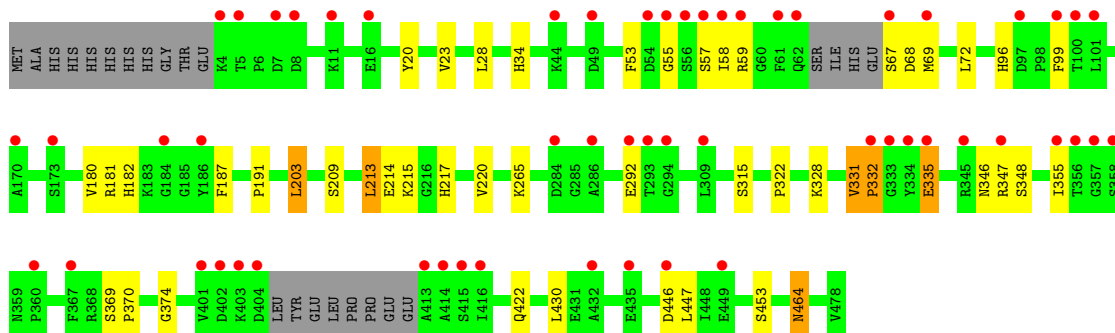 MET ALA HIS HIS HIS HIS HIS HIS GLY THR GLU K4 T5 P6 D7 D8 K11 E16 Y20 V23 L28 H34 K44 D49 F53 D54 G55 S56 S57 I58 R59 G60 F61 Q62 SER ILE HIS GLU S67 D68 M69 L72 H96 D97 P98 F99 T100 L101
A170 S173 V180 R181 H182 K183 G184 G185 Y186 F187 P191 L203 S209 L213 E214 K215 G216 H217 V220 K265 D284 G285 A286 E292 T293 G294 L309 S315 P322 K328 V331 P332 G333 Y334 E335 R345 N346 R347 S348 I355 T356 G357 S358
N359 P360 F367 R368 S369 P370 G374 V401 D402 K403 D404 LEU TYR GLU LEU PRO PRO GLU GLU A413 A414 S415 I416 Q422 L430 E431 A432 E435 D446 L447 I448 E449 S453 N464 V478